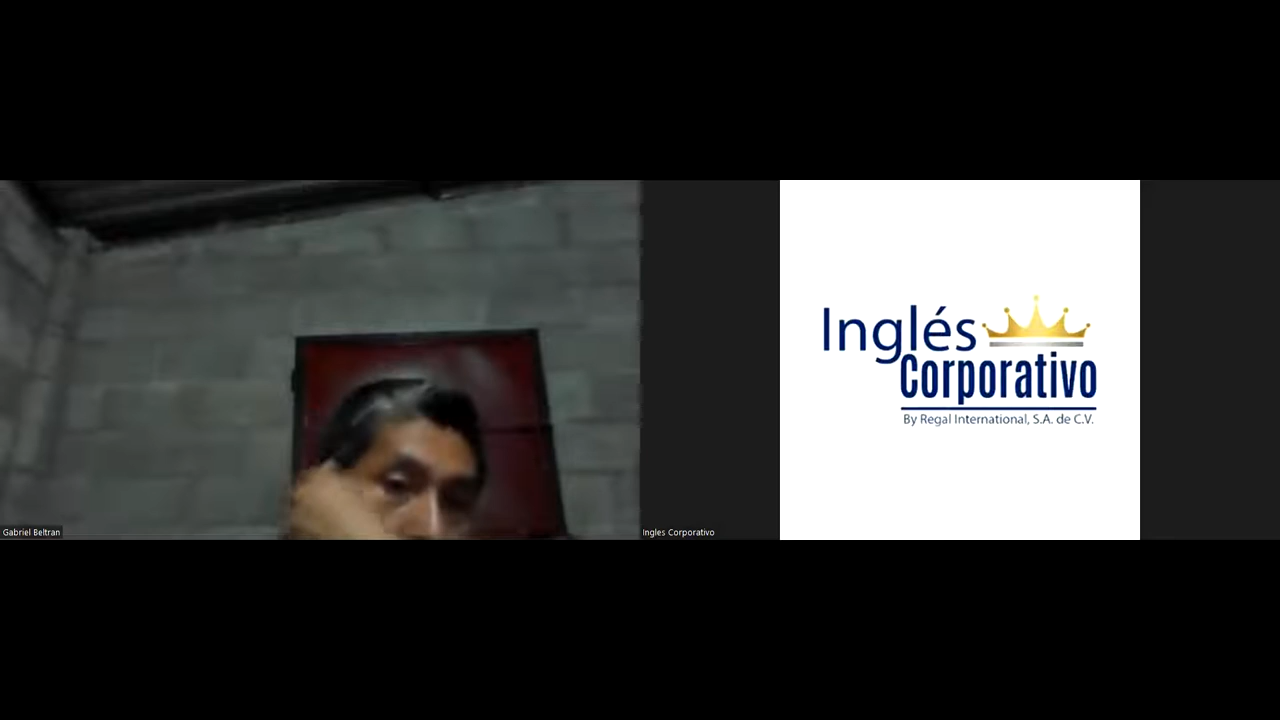 Inglés
Corporativo
By Regal International, S.A. de C.V.
Gabriel Beltran
Ingles Corporativo